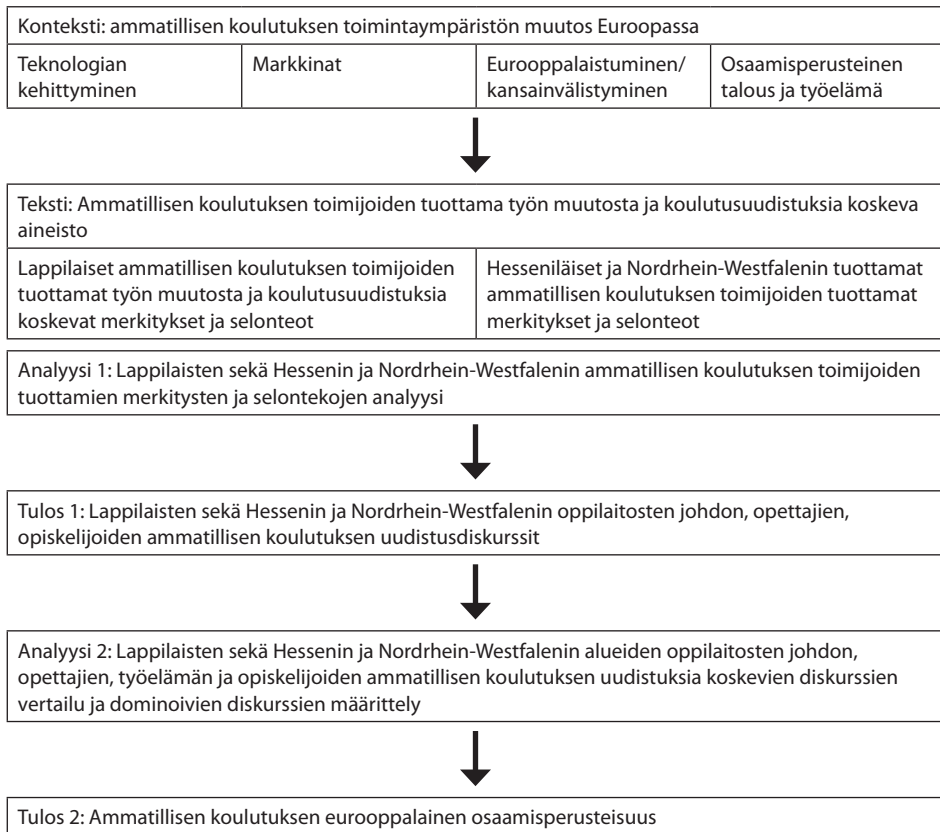 Konteksti: ammatillisen koulutuksen toimintaympäristön muutos Euroopassa
Teknologian
kehittyminen
Markkinat
Eurooppalaistuminen/
kansainvälistyminen
Osaamisperusteinen
talous ja työelämä
Teksti: Ammatillisen koulutuksen toimijoiden tuottama työn muutosta ja koulutusuudistuksia koskeva
aineisto
Lappilaiset ammatillisen koulutuksen toimijoiden
tuottamat työn muutosta ja koulutusuudistuksia
koskevat merkitykset ja selonteot
Hesseniläiset ja Nordrhein-Westfalenin tuottamat
ammatillisen koulutuksen toimijoiden tuottamat
merkitykset ja selonteot
Analyysi 1: Lappilaisten sekä Hessenin ja Nordrhein-Westfalenin ammatillisen koulutuksen toimijoiden
tuottamien merkitysten ja selontekojen analyysi
Tulos 1: Lappilaisten sekä Hessenin ja Nordrhein-Westfalenin oppilaitosten johdon, opettajien,
opiskelijoiden ammatillisen koulutuksen uudistusdiskurssit
Analyysi 2: Lappilaisten sekä Hessenin ja Nordrhein-Westfalenin alueiden oppilaitosten johdon,
opettajien, työelämän ja opiskelijoiden ammatillisen koulutuksen uudistuksia koskevien diskurssien
vertailu ja dominoivien diskurssien määrittely
Tulos 2: Ammatillisen koulutuksen eurooppalainen osaamisperusteisuus